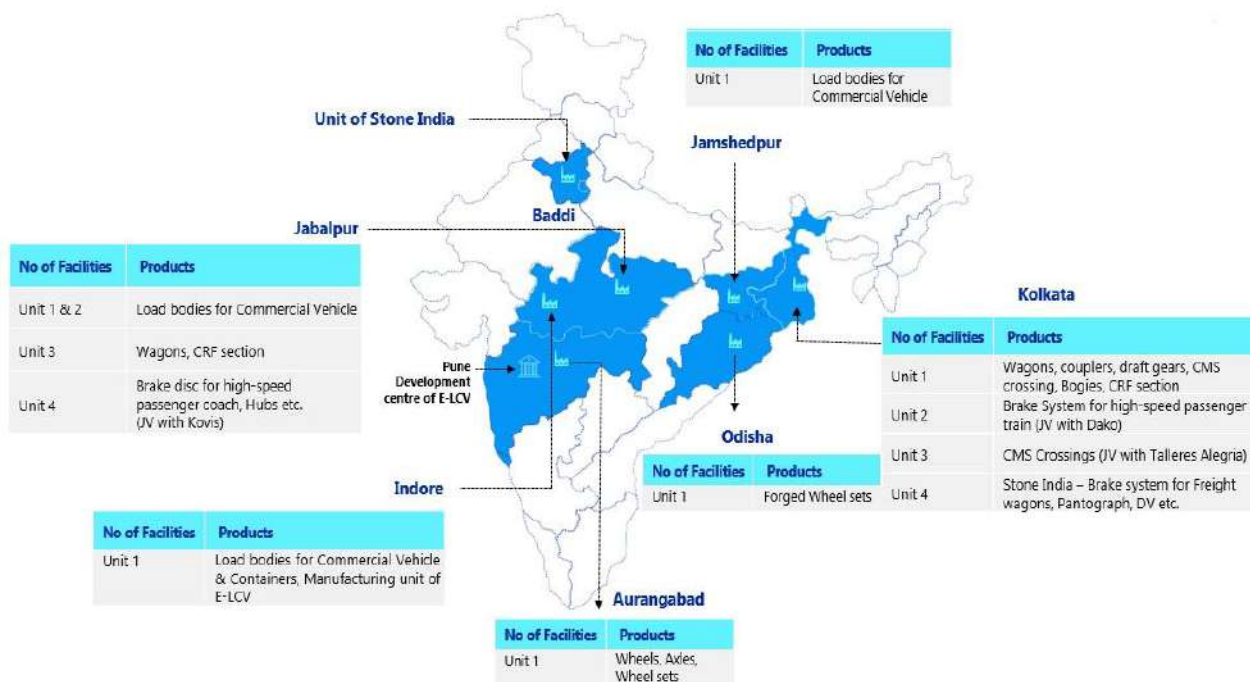 No of Facilities Products
Unit 1 Load bodies for
Commercial Vehicle
Unit of Stone India
Jamshedpur
Baddi
Jabalpur
No of Facilities Products
Unit 1 & 2 Load bodies for Commercial Vehicle
Unit 3 Wagons, CRF section
Unit 4 Brake disc for high-speed
passenger coach, Hubs etc.
(JV with Kovis)
Pune
Development
centre of E-LCV
Kolkata
No of Facilities Products
Unit 1 Wagons, couplers, draft gears, CMS
crossing, Bogies, CRF section
Unit 2 Brake System for high-speed passenger
train (JV with Dako)
Unit 3 CMS Crossings (JV with Talleres Alegria)
Unit 4 Stone India – Brake system for Freight
wagons, Pantograph, DV etc.
Odisha
No of Facilities Products
Unit 1 Forged Wheel sets
Indore
No of Facilities Products
Unit 1 Load bodies for Commercial Vehicle
& Containers, Manufacturing unit of
E-LCV
Aurangabad
No of Facilities Products
Unit 1 Wheels, Axles,
Wheel sets